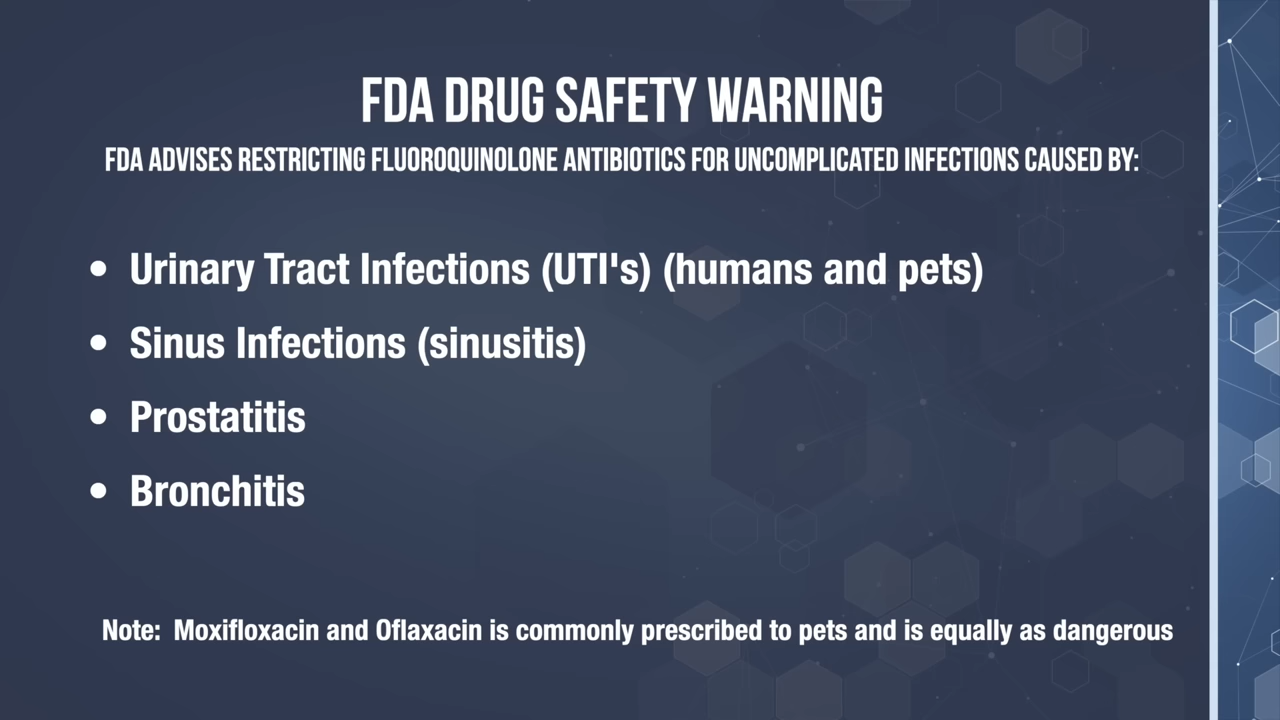 FDA DRUG SAFETY WARNING
FDA ADVISES RESTRICTING FLUOROQUINOLONE ANTIBIOTICS FOR UNCOMPLICATED INFECTIONS CAUSED BY:
• Urinary Tract Infections (UTI's) (humans and pets)
• Sinus Infections (sinusitis)
• Prostatitis
• Bronchitis
Note: Moxifloxacin and Oflaxacin is commonly prescribed to pets and is equally as dangerous